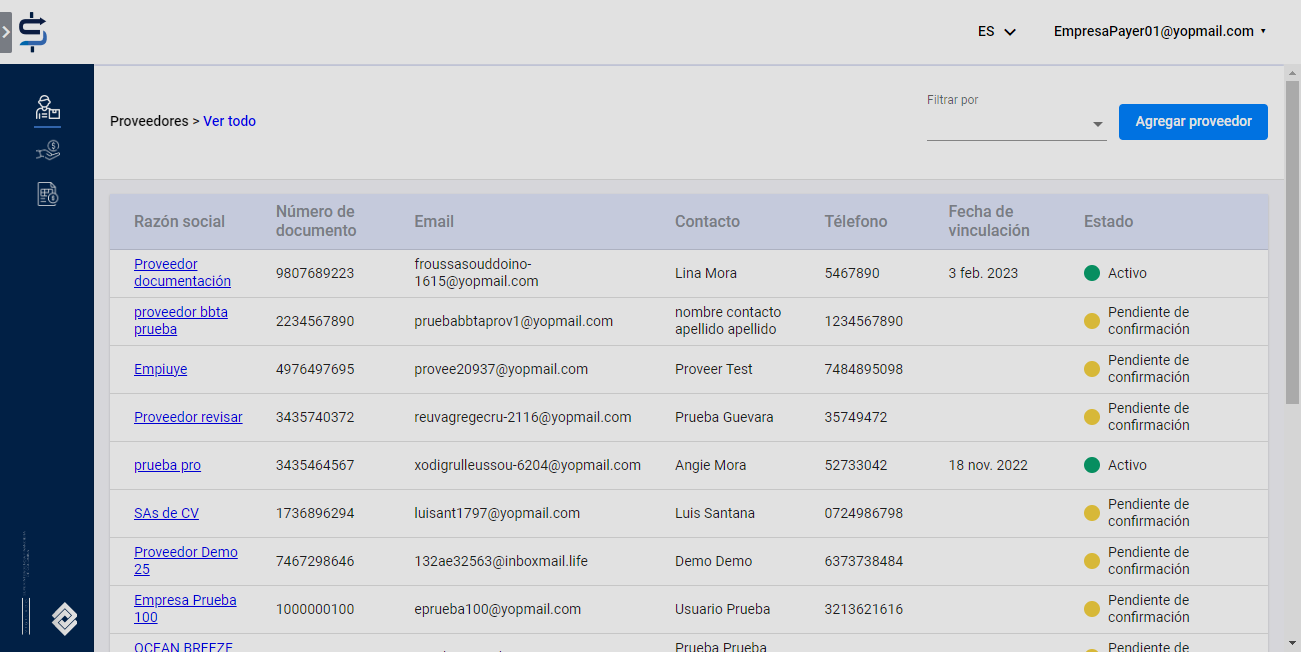 ES
EmpresaPayer01@yopmail.com
Proveedores > Ver todo
Filtrar por
Agregar proveedor
Razón social
Número de
documento
Email
Contacto
Télefono
Fecha de
vinculación
Estado
Proveedor
documentación
9807689223
froussasouddoino-
1615@yopmail.com
Lina Mora
5467890
3 feb. 2023
Activo
proveedor bbta
prueba
2234567890
pruebabbtaprov1@yopmail.com
nombre contacto
apellido apellido
1234567890
Pendiente de
confirmación
Empiuye
4976497695
provee20937@yopmail.com
Proveer Test
7484895098
Pendiente de
confirmación
Proveedor revisar
3435740372
reuvagregecru-2116@yopmail.com
Prueba Guevara
35749472
Pendiente de
confirmación
prueba pro
3435464567
xodigrulleussou-6204@yopmail.com
Angie Mora
52733042
18 nov. 2022
Activo
SAs de CV
1736896294
luisant1797@yopmail.com
Luis Santana
0724986798
Pendiente de
confirmación
Proveedor Demo
25
7467298646
132ae32563@inboxmail.life
Demo Demo
6373738484
Pendiente de
confirmación
Empresa Prueba
100
1000000100
eprueba100@yopmail.com
Usuario Prueba
3213621616
Pendiente de
confirmación
OCEAN BREEZE
Prueba Prueba
Pendiente de